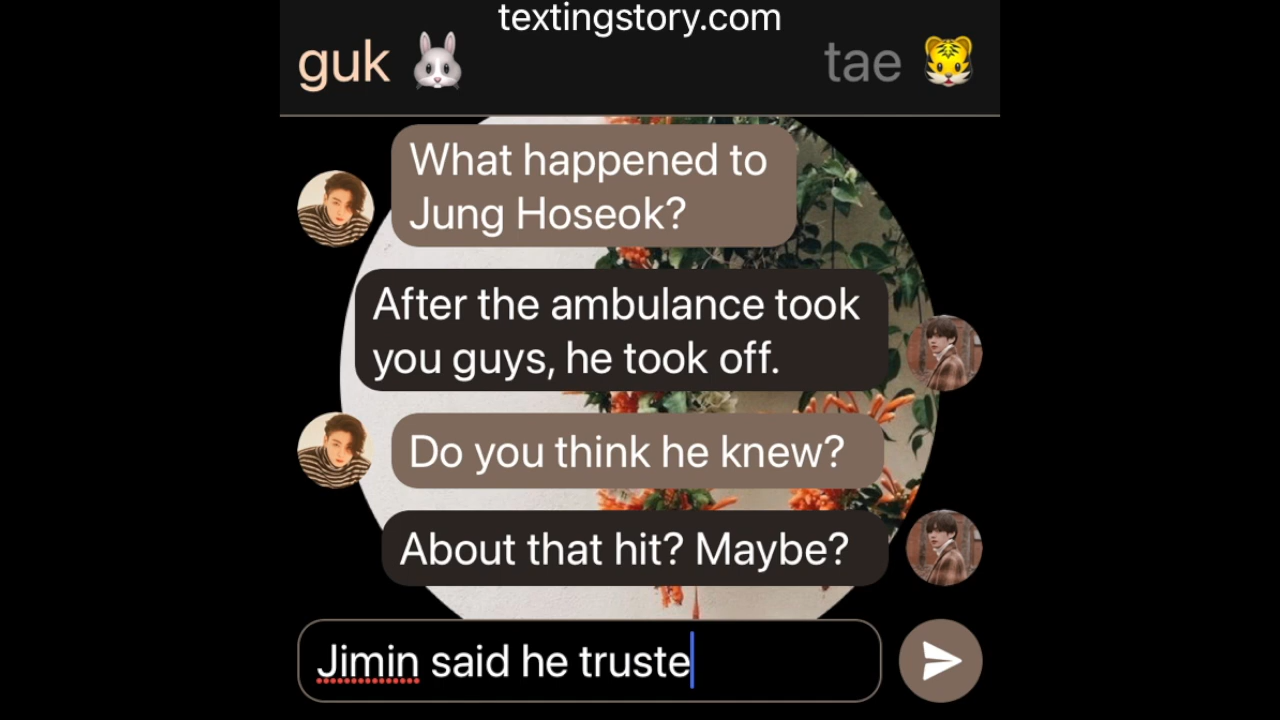 textingstory.com
guk 🐰 tae 🐯
What happened to
Jung Hoseok?
After the ambulance took
you guys, he took off.
Do you think he knew?
About that hit? Maybe?
Jimin said he truste